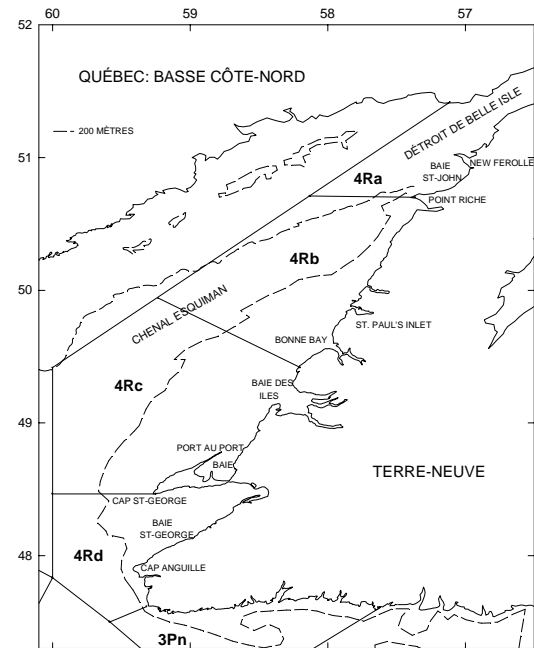 60 59 58 57
52
QUÉBEC: BASSE CÔTE-NORD
200 MÈTRES
DÉTROIT DE BELLE ISLE
51
NEW FEROLLE
BAIE
ST-JOHN
4Ra
POINT RICHE
4Rb
50
CHENAL ESQUIMAN
ST. PAUL'S INLET
BONNE BAY
4Rc
BAIE DES
ILES
49
PORT AU PORT
BAIE
TERRE-NEUVE
CAP ST-GEORGE
BAIE
ST-GEORGE
4Rd
48
CAP ANGUILLE
3Pn